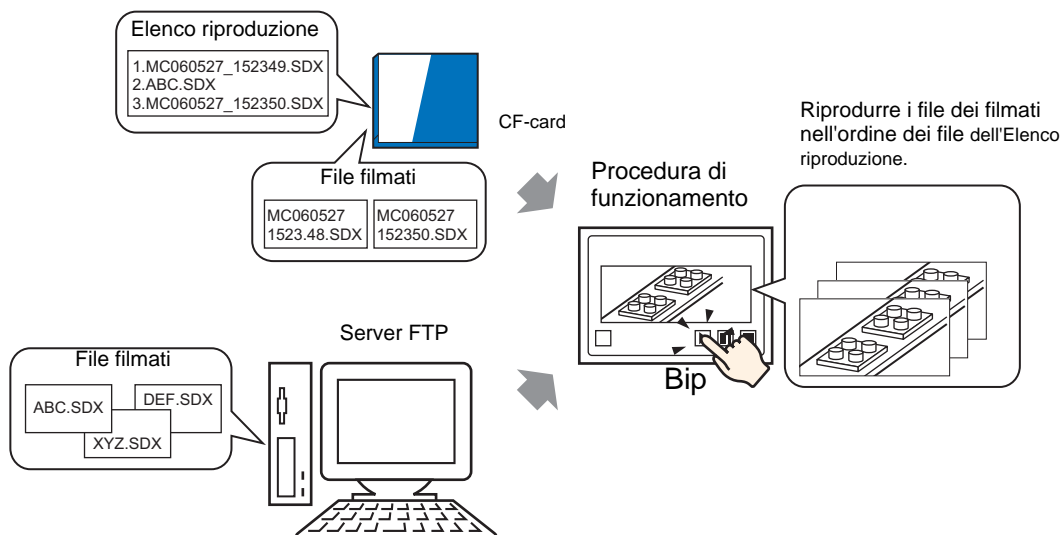 Elenco riproduzione
1.MC060527_152349.SDX
2.ABC.SDX
3.MC060527_152350.SDX
CF-card
File filmati
MC060527
1523.48.SDX
MC060527
152350.SDX
Riprodurre i file dei filmati
nell'ordine dei file dell'Elenco
riproduzione.
Procedura di
funzionamento
Bip
Server FTP
File filmati
ABC.SDX
DEF.SDX
XYZ.SDX